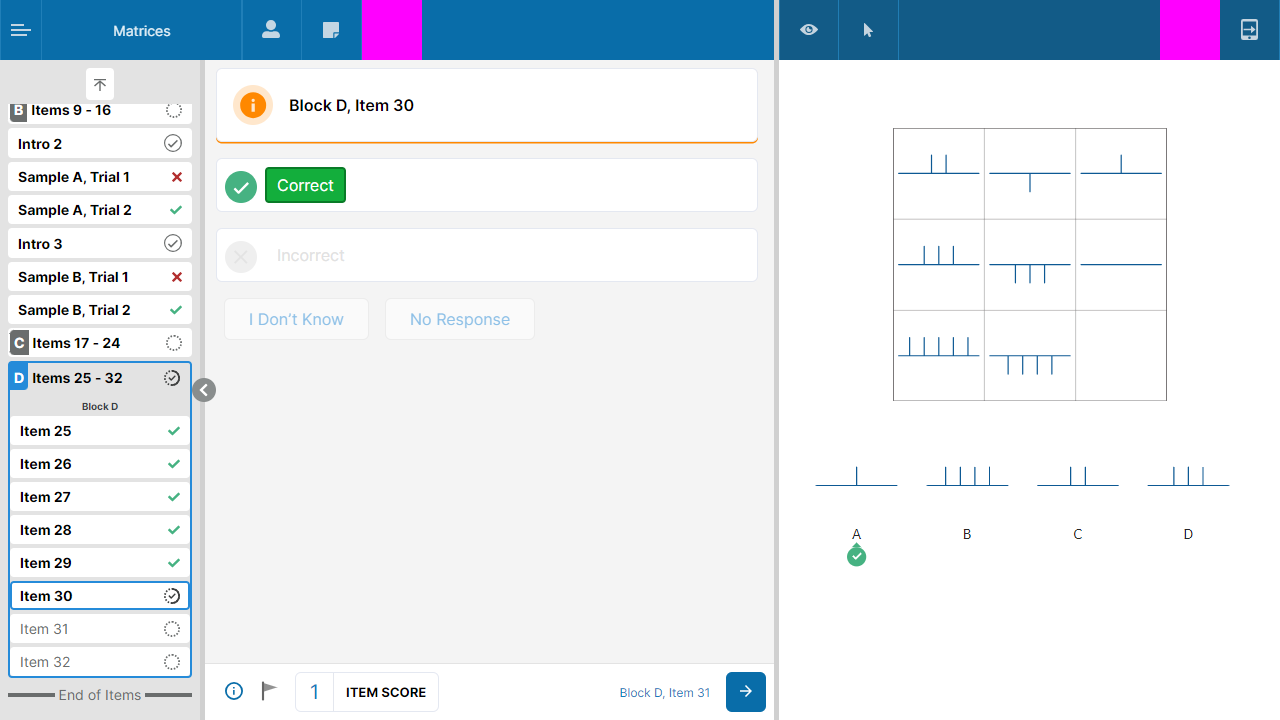 Matrices
B Items 9 - 16
Intro 2
Sample A, Trial 1
Sample A, Trial 2
Intro 3
Sample B, Trial 1
Sample B, Trial 2
C Items 17 - 24
D Items 25 - 32
Block D
Item 25
Item 26
Item 27
Item 28
Item 29
Item 30
Item 31
Item 32
End of Items
Block D, Item 30
Correct
Incorrect
I Don't Know
No Response
1 ITEM SCORE
Block D, Item 31
A B C D